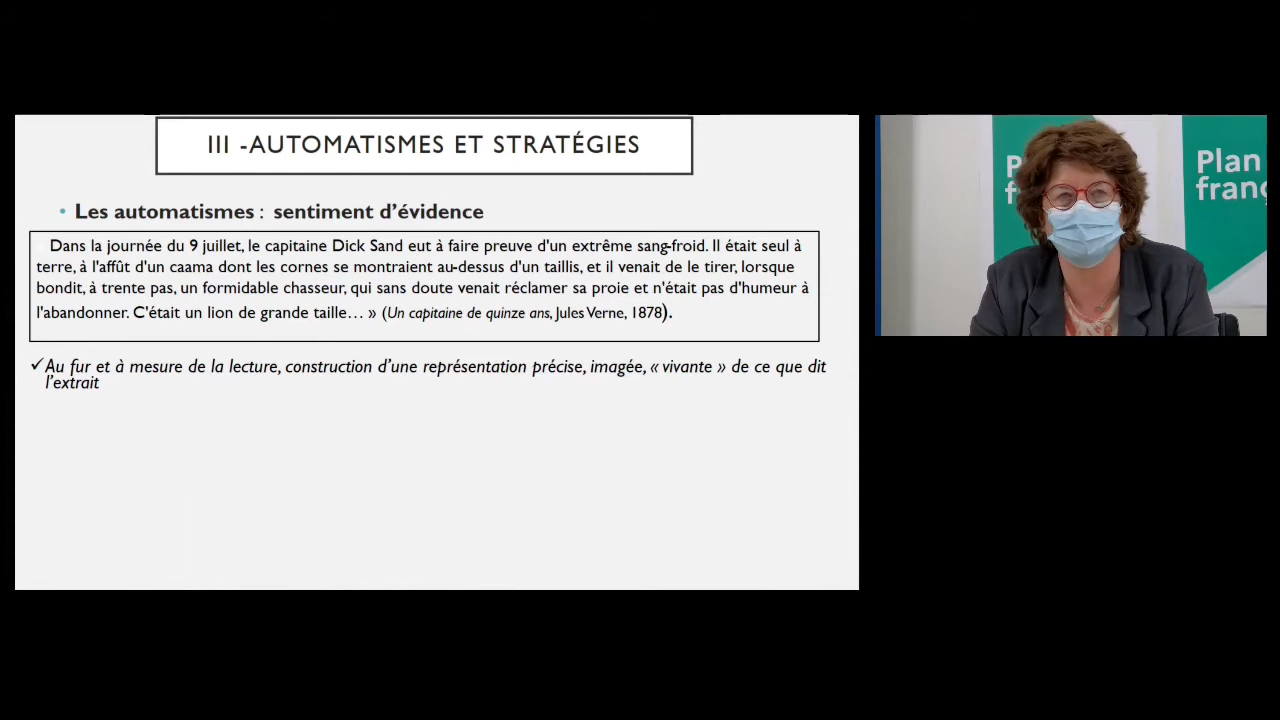 III -AUTOMATISMES ET STRATÉGIES
• Les automatismes : sentiment d'évidence
Dans la journée du 9 juillet, le capitaine Dick Sand eut à faire preuve d'un extrême sang-froid. Il était seul à
terre, à l'affût d'un caama dont les cornes se montraient au-dessus d'un taillis, et il venait de le tirer, lorsque
bondit, à trente pas, un formidable chasseur, qui sans doute venait réclamer sa proie et n'était pas d'humeur à
l'abandonner. C'était un lion de grande taille… » (Un capitaine de quinze ans, Jules Verne, 1878).
✓Au fur et à mesure de la lecture, construction d'une représentation précise, imagée, « vivante » de ce que dit
l'extrait
P
f
Plan
franç